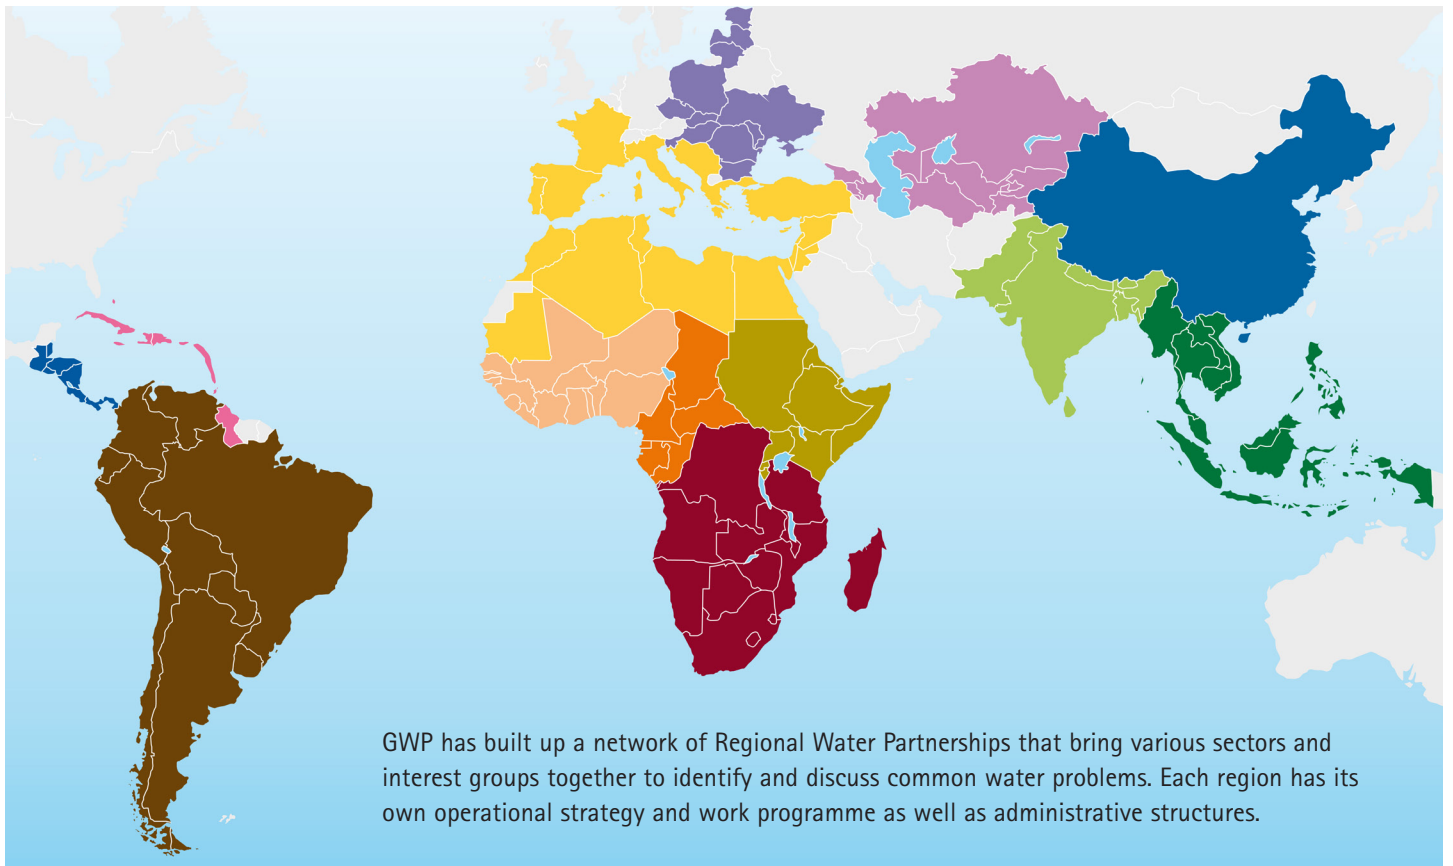 GWP has built up a network of Regional Water Partnerships that bring various sectors and
interest groups together to identify and discuss common water problems. Each region has its
own operational strategy and work programme as well as administrative structures.